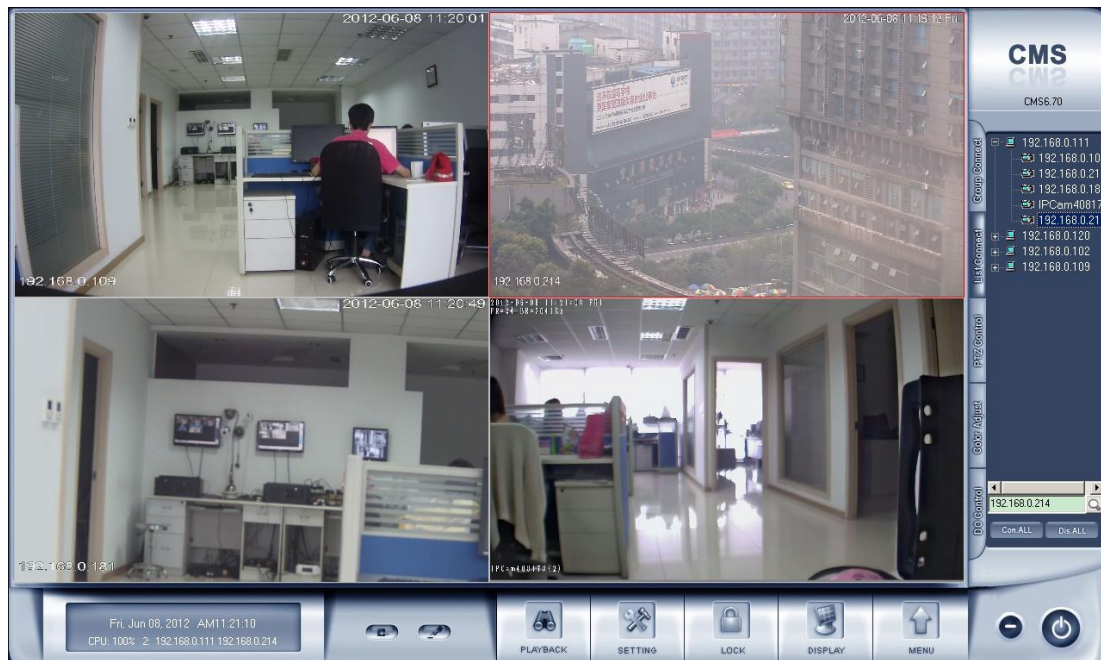 2012-06-08 11:20:01
192.168.0.109
2012-06-08 11:19:12 Fri
192.168.0.214
2012-06-08 11:20:49
192.168.0.181
CMS
CMS6.70
Group Connect
List Connect
PTZ Control
Color Adjust
DO Control
192.168.0.111
192.168.0.10
192.168.0.21
192.168.0.18
IPCam40817
192.168.0.21
192.168.0.120
192.168.0.102
192.168.0.109
192.168.0.214
Con.ALL
Dis.ALL
Fri, Jun 08, 2012 AM11:21:10
CPU: 100% 2: 192.168.0.111 192.168.0.214
PLAYBACK
SETTING
LOCK
DISPLAY
MENU